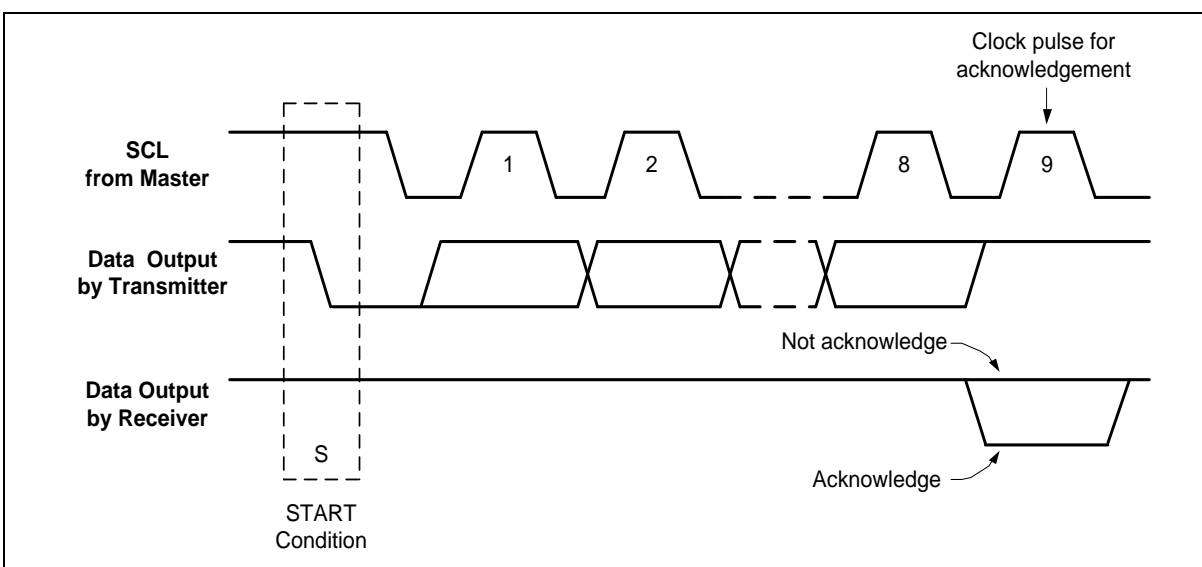 Clock pulse for
acknowledgement
SCL
from Master
1
2
8
9
Data Output
by Transmitter
Not acknowledge
Data Output
by Receiver
S
Acknowledge
START
Condition